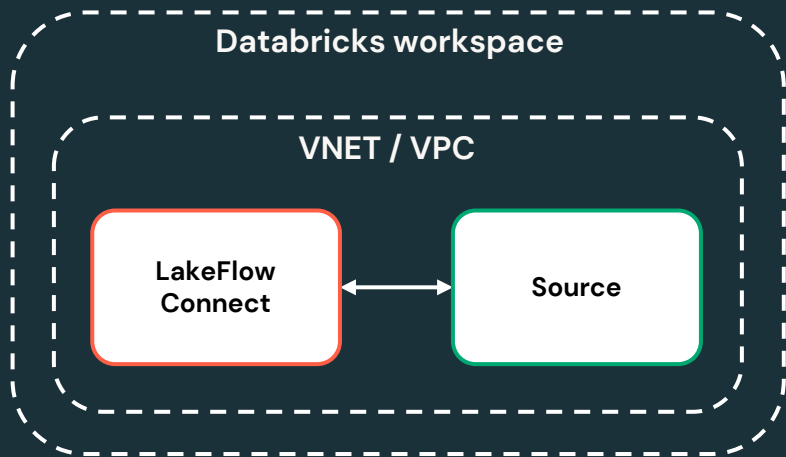 Databricks workspace
VNET / VPC
LakeFlow
Connect
Source